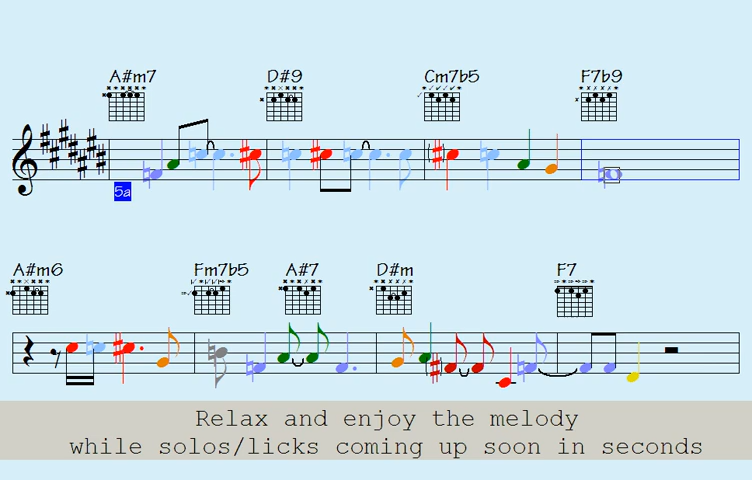 A#m7 D#9 Cm7b5 F7b9
5a
A#m6 Fm7b5 A#7 D#m F7
Relax and enjoy the melody
while solos/licks coming up soon in seconds